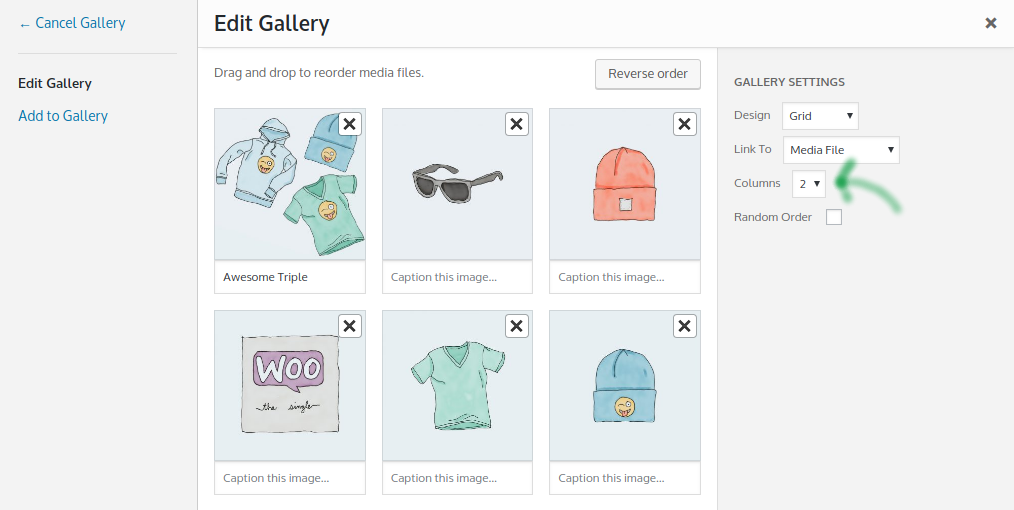 ← Cancel Gallery
Edit Gallery
Add to Gallery
Edit Gallery
Drag and drop to reorder media files.
Reverse order
Awesome Triple
Caption this image...
Caption this image...
WOO
the single
Caption this image...
Caption this image...
Caption this image...
GALLERY SETTINGS
Design Grid
Link To Media File
Columns 2
Random Order